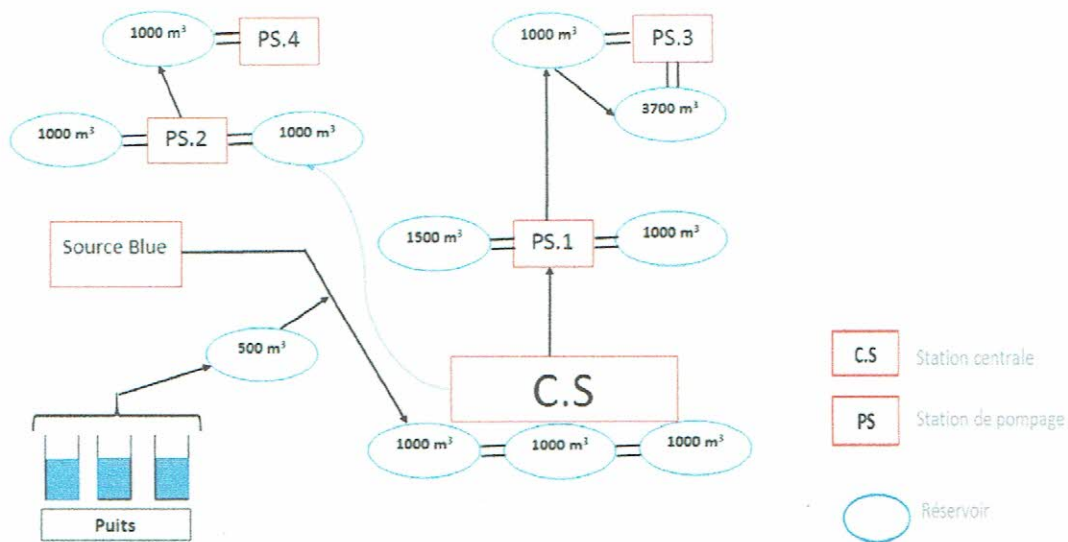 1000 m³
PS.4
1000 m³
PS.3
3700 m³
1000 m³
PS.2
1000 m³
Source Blue
1500 m³
PS.1
1000 m³
500 m³
C.S
1000 m³
1000 m³
1000 m³
Puits
C.S
Station centrale
PS
Station de pompage
Réservoir